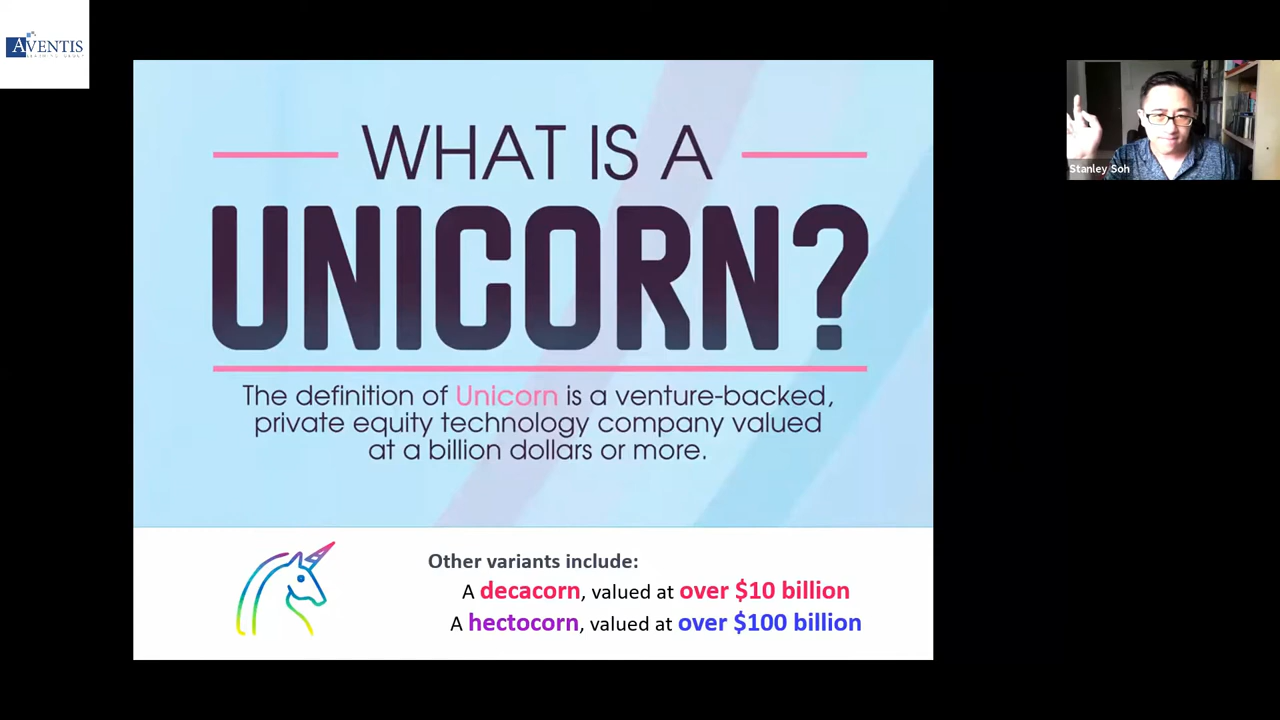 AVENTIS
WHAT IS A
UNICORN?
The definition of Unicorn is a venture-backed,
private equity technology company valued
at a billion dollars or more.
Other variants include:
A decacorn, valued at over $10 billion
A hectocorn, valued at over $100 billion
Stanley Soh